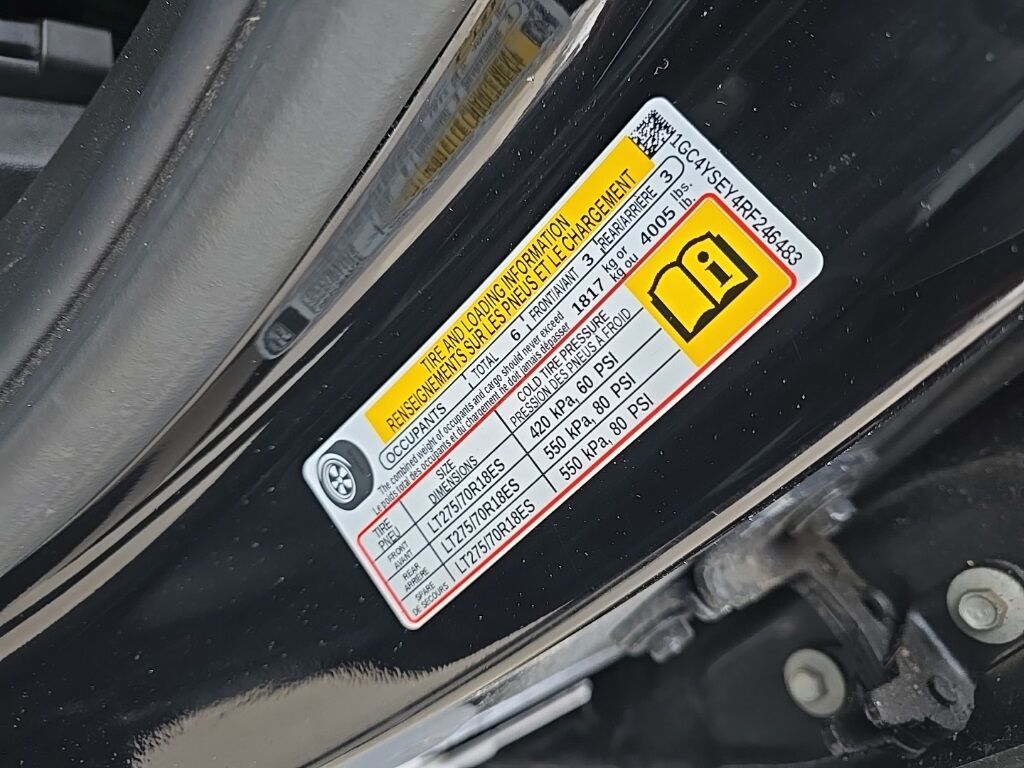 1GC4YSEY4RF246483
TIRE AND LOADING INFORMATION
RENSEIGNEMENTS SUR LES PNEUS ET LE CHARGEMENT
OCCUPANTS TOTAL 6 FRONT/AVANT 3 REAR/ARRIÈRE 3
The combined weight of occupants and cargo should never exceed 1817 kg or 4005 lbs.
Le poids total des occupants et du chargement ne doit jamais dépasser kg ou lb.
TIRE SIZE COLD TIRE PRESSURE
PNEU DIMENSIONS PRESSION DES PNEUS À FROID
FRONT LT275/70R18ES 420 kPa, 60 PSI
AVANT
REAR LT275/70R18ES 550 kPa, 80 PSI
ARRIÈRE
SPARE LT275/70R18ES 550 kPa, 80 PSI
DE SECOURS